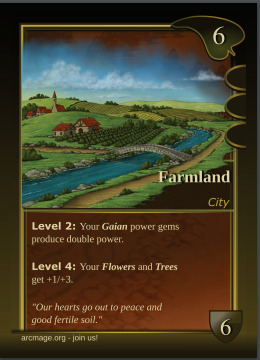 6
Farmland
City
Level 2: Your Gaian power gems
produce double power.
Level 4: Your Flowers and Trees
get +1/+3.
"Our hearts go out to peace and
good fertile soil."
6
arcmage.org - join us!